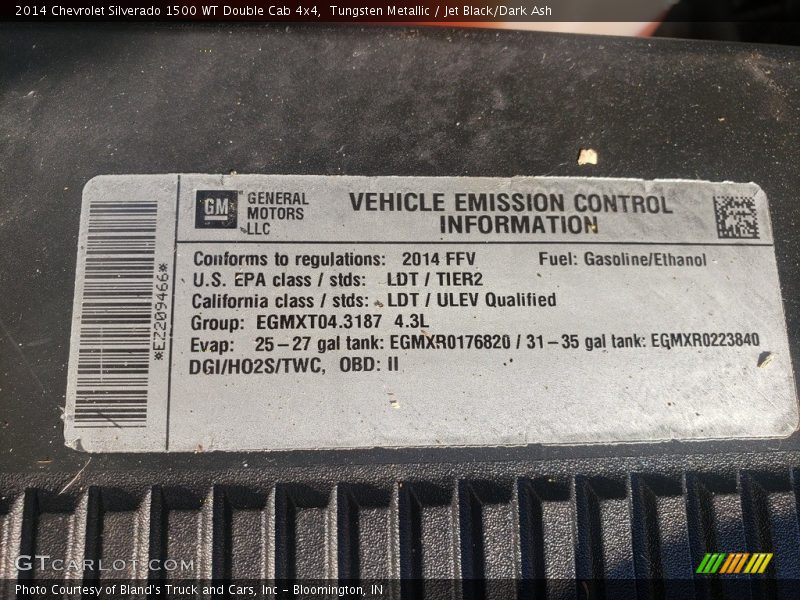 2014 Chevrolet Silverado 1500 WT Double Cab 4x4, Tungsten Metallic / Jet Black/Dark Ash
GM
GENERAL
MOTORS
LLC
VEHICLE EMISSION CONTROL
INFORMATION
*EZ209466*
Conforms to regulations: 2014 FFV Fuel: Gasoline/Ethanol
U.S. EPA class / stds: LDT / TIER2
California class / stds: LDT / ULEV Qualified
Group: EGMXT04.3187 4.3L
Evap: 25–27 gal tank: EGMXR0176820 / 31–35 gal tank: EGMXR0223840
DGI/HO2S/TWC, OBD: II
GTCarlot.com
Photo Courtesy of Bland's Truck and Cars, Inc – Bloomington, IN